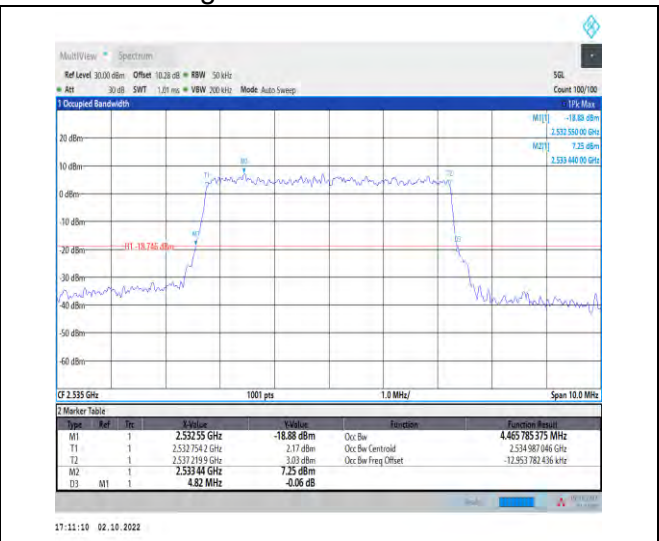 MultiView Spectrum
Ref Level 30.00 dBm Offset 10.28 dB RBW 50 kHz SGL
Att 30 dB SWT 1.01 ms VBW 200 kHz Mode Auto Sweep Count 100/100
1 Occupied Bandwidth 1Pk Max
M1[1] -18.88 dBm
2.532 550 00 GHz
M2[1] 7.25 dBm
2.533 440 00 GHz
20 dBm
10 dBm
M2
T1
T2
0 dBm
-10 dBm
M1
D3
-20 dBm
H1 -18.746 dBm
-30 dBm
-40 dBm
-50 dBm
-60 dBm
CF 2.535 GHz 1001 pts 1.0 MHz/ Span 10.0 MHz
2 Marker Table
Type Ref Trc X-Value Y-Value Function Function Result
M1 1 2.532 55 GHz -18.88 dBm Occ Bw 4.465 785 375 MHz
T1 1 2.532 754 2 GHz 2.17 dBm Occ Bw Centroid 2.534 987 046 GHz
T2 1 2.537 219 9 GHz 3.03 dBm Occ Bw Freq Offset -12.953 782 436 kHz
M2 1 2.533 44 GHz 7.25 dBm
D3 M1 1 4.82 MHz -0.06 dB
17:11:10 02.10.2022